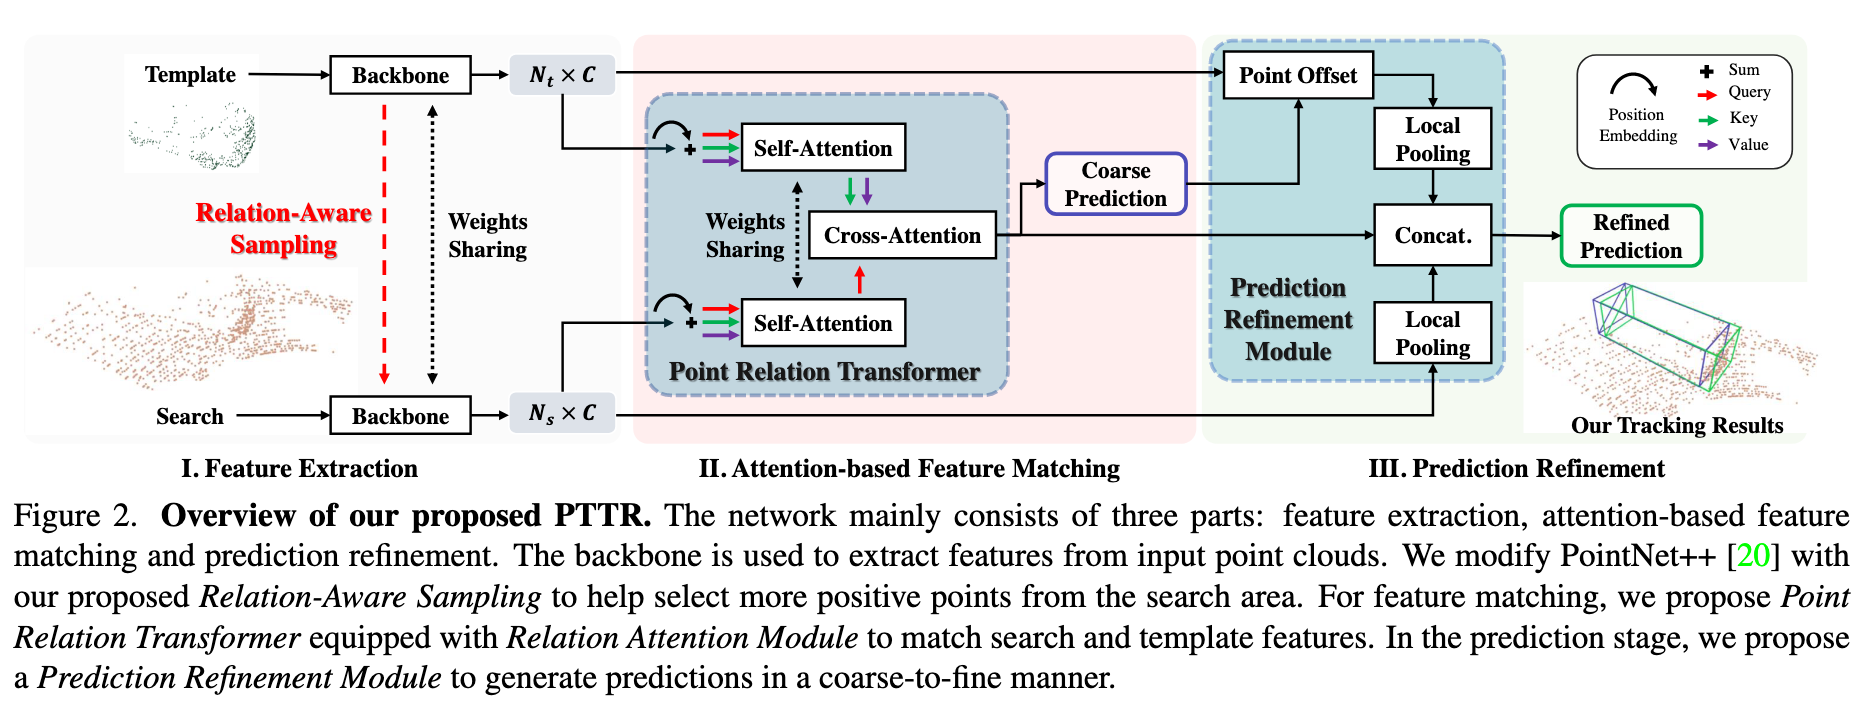 Template
Backbone
N_t × C
Relation-Aware
Sampling
Weights
Sharing
Search
Backbone
N_s × C
I. Feature Extraction
Self-Attention
Weights
Sharing
Cross-Attention
Self-Attention
Point Relation Transformer
Coarse
Prediction
II. Attention-based Feature Matching
Point Offset
Local
Pooling
Concat.
Prediction
Refinement
Module
Local
Pooling
Refined
Prediction
Position
Embedding
Sum
Query
Key
Value
Our Tracking Results
III. Prediction Refinement
Figure 2. Overview of our proposed PTTR. The network mainly consists of three parts: feature extraction, attention-based feature
matching and prediction refinement. The backbone is used to extract features from input point clouds. We modify PointNet++ [20] with
our proposed Relation-Aware Sampling to help select more positive points from the search area. For feature matching, we propose Point
Relation Transformer equipped with Relation Attention Module to match search and template features. In the prediction stage, we propose
a Prediction Refinement Module to generate predictions in a coarse-to-fine manner.